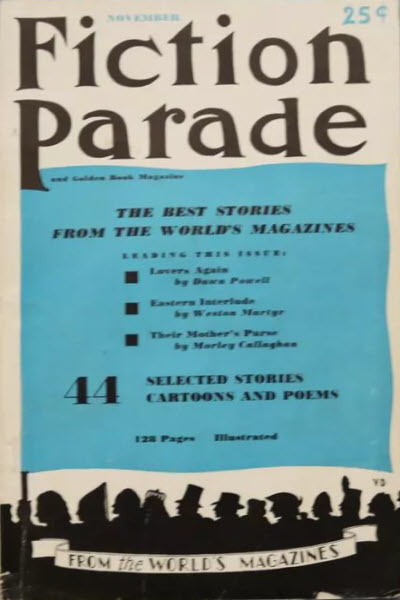 NOVEMBER
25¢
Fiction
Parade
and Golden Book Magazine
THE BEST STORIES
FROM THE WORLD'S MAGAZINES
LEADING THIS ISSUE:
Lovers Again
by Dawn Powell
Eastern Interlude
by Weston Martyr
Their Mother's Purse
by Morley Callaghan
44
SELECTED STORIES
CARTOONS AND POEMS
128 Pages Illustrated
VB
FROM the WORLD'S MAGAZINES